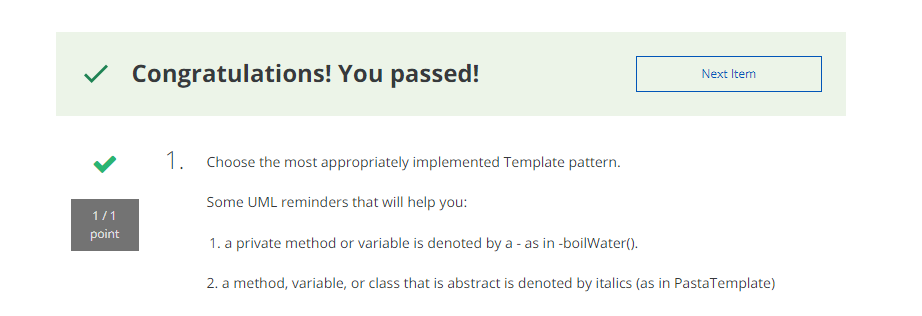 Congratulations! You passed!
Next Item
1 / 1
point
1. Choose the most appropriately implemented Template pattern.
Some UML reminders that will help you:
1. a private method or variable is denoted by a - as in -boilWater().
2. a method, variable, or class that is abstract is denoted by italics (as in PastaTemplate)